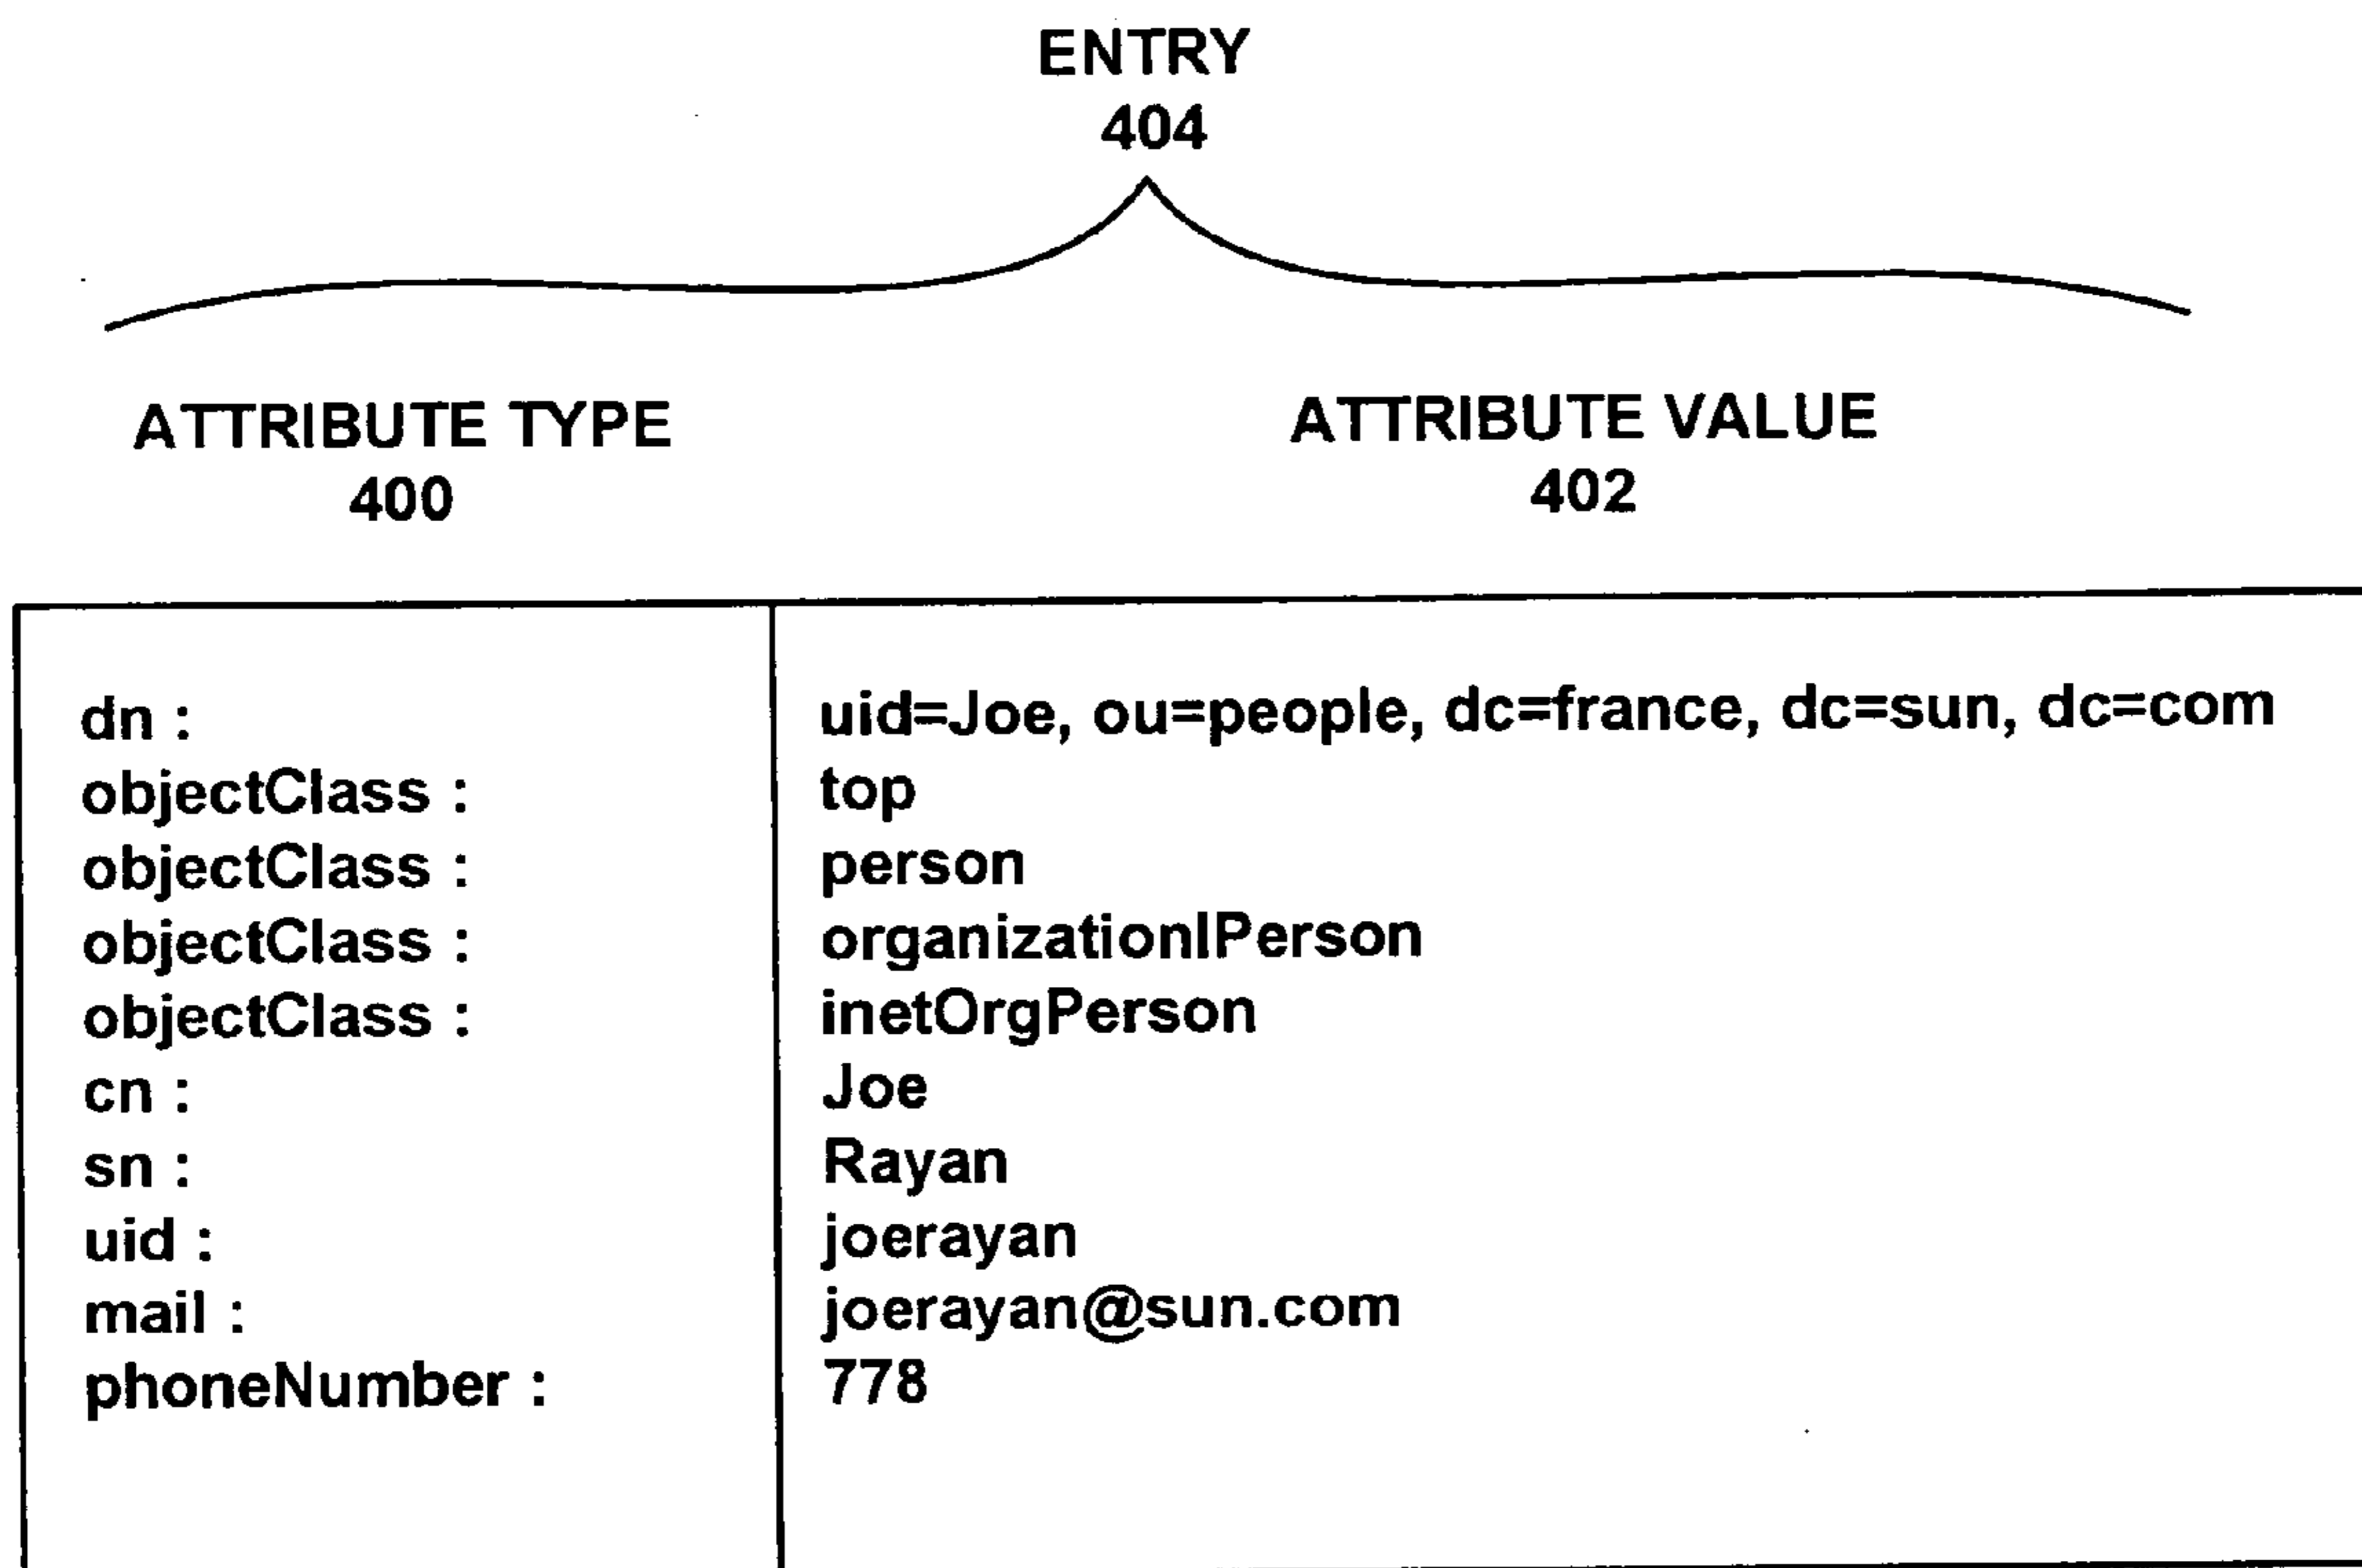 ENTRY
404
ATTRIBUTE TYPE ATTRIBUTE VALUE
400 402
dn : uid=Joe, ou=people, dc=france, dc=sun, dc=com
objectClass : top
objectClass : person
objectClass : organizationlPerson
objectClass : inetOrgPerson
cn : Joe
sn : Rayan
uid : joerayan
mail : joerayan@sun.com
phoneNumber : 778